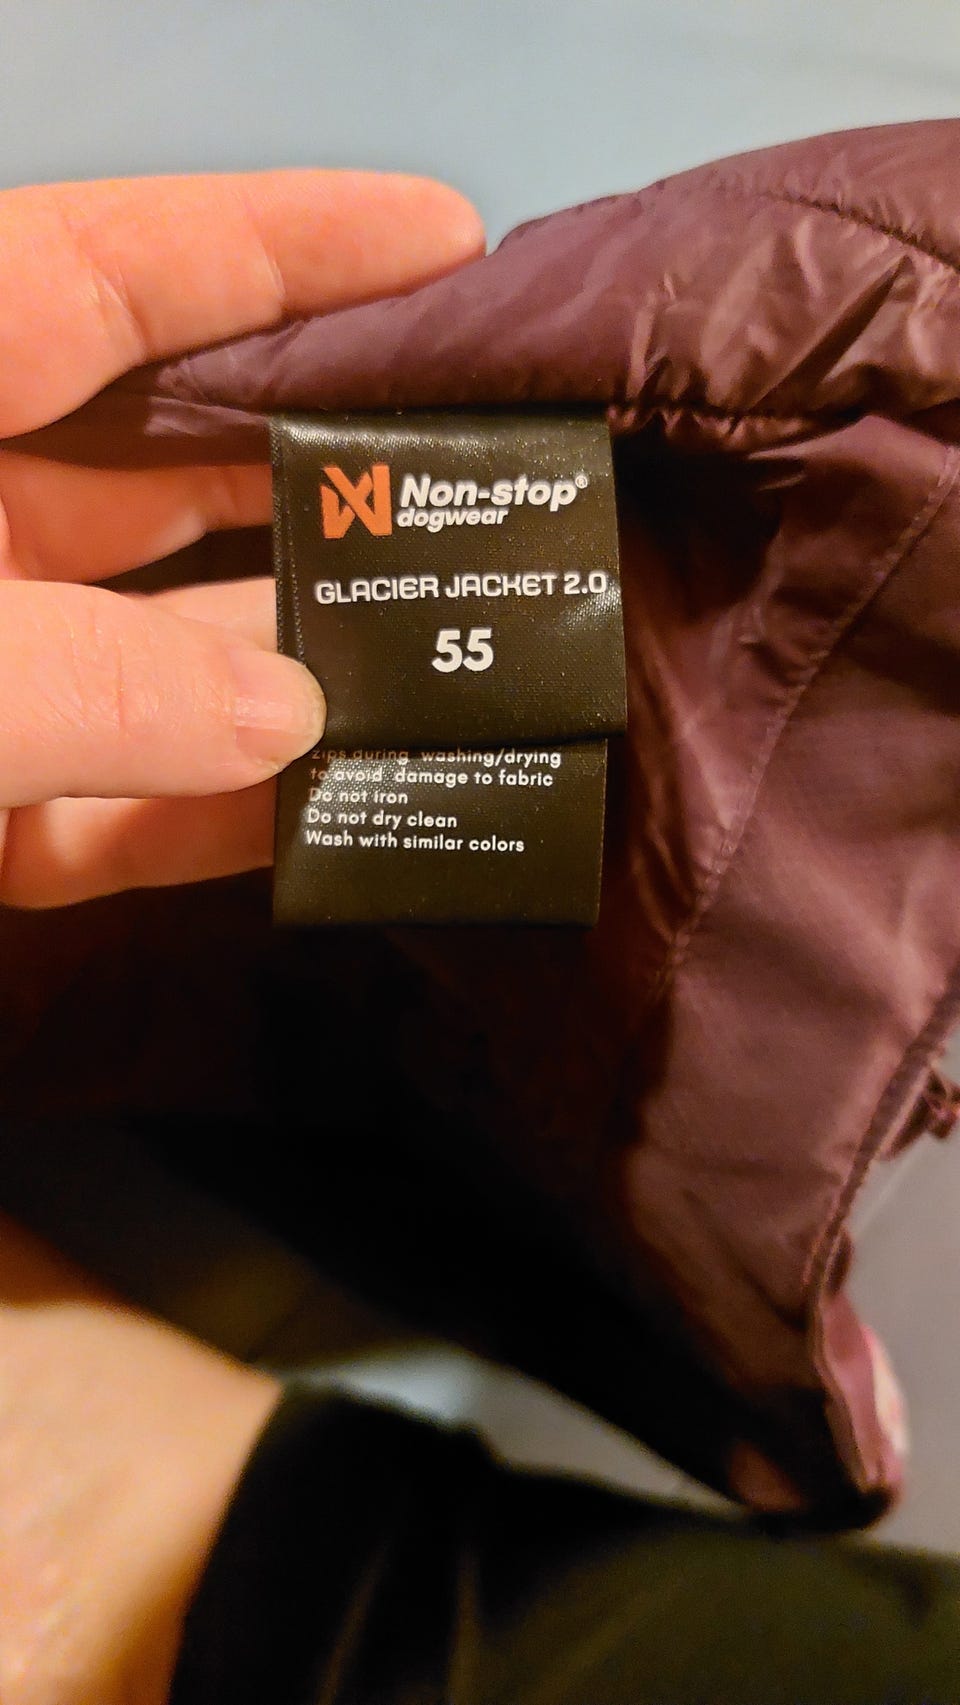 Non-stop®
dogwear
GLACIER JACKET 2.0
55
zips during washing/drying
to avoid damage to fabric
Do not iron
Do not dry clean
Wash with similar colors